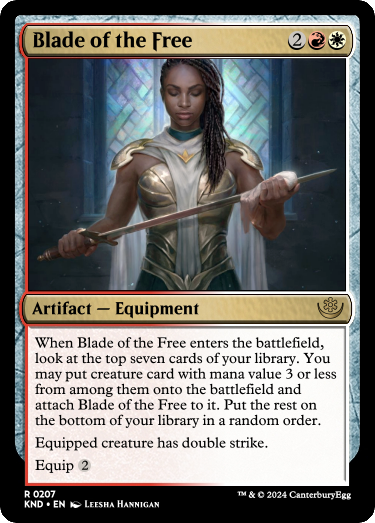 Blade of the Free 2
Artifact — Equipment
When Blade of the Free enters the battlefield,
look at the top seven cards of your library. You
may put creature card with mana value 3 or less
from among them onto the battlefield and
attach Blade of the Free to it. Put the rest on
the bottom of your library in a random order.
Equipped creature has double strike.
Equip 2
R 0207
KND • EN Leesha Hannigan ™ & © 2024 CanterburyEgg